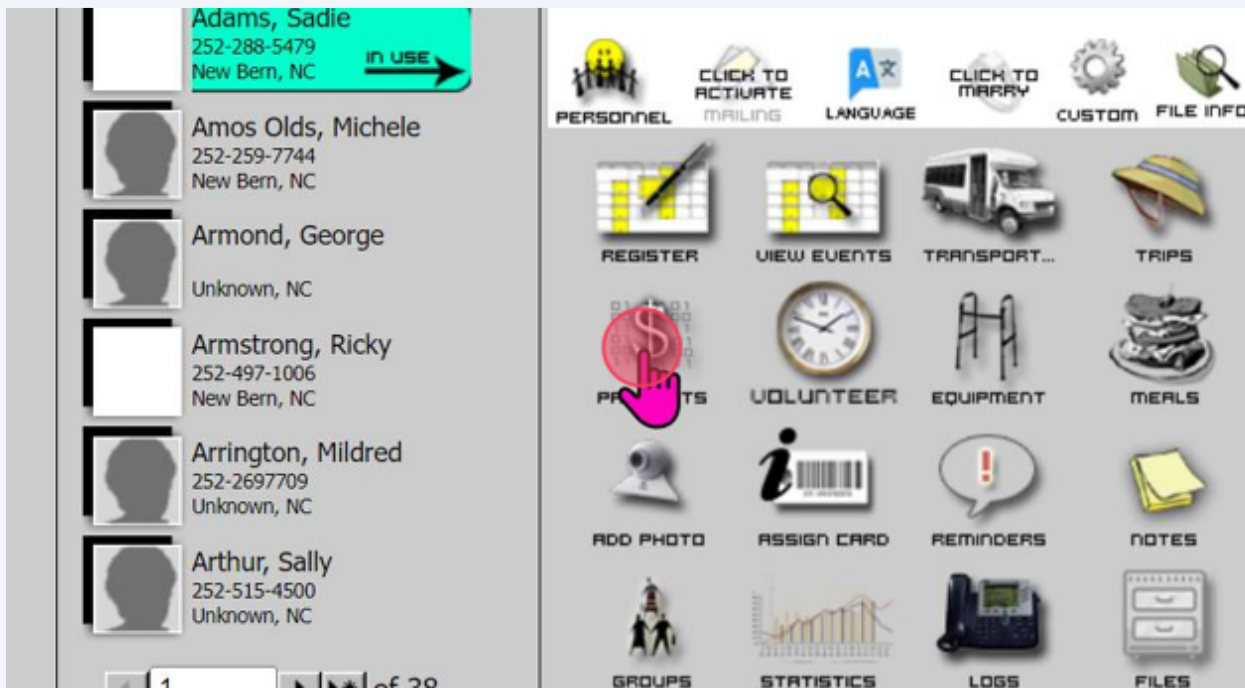 Adams, Sadie
252-288-5479
New Bern, NC
IN USE
Amos Olds, Michele
252-259-7744
New Bern, NC
Armond, George
Unknown, NC
Armstrong, Ricky
252-497-1006
New Bern, NC
Arrington, Mildred
252-2697709
Unknown, NC
Arthur, Sally
252-515-4500
Unknown, NC
1 of 38
PERSONNEL
CLICK TO
ACTIVATE
MAILING
LANGUAGE
CLICK TO
MARRY
CUSTOM
FILE INFO
REGISTER
VIEW EVENTS
TRANSPORT...
TRIPS
VOLUNTEER
EQUIPMENT
MEALS
ADD PHOTO
ASSIGN CARD
REMINDERS
NOTES
GROUPS
STATISTICS
LOGS
FILES